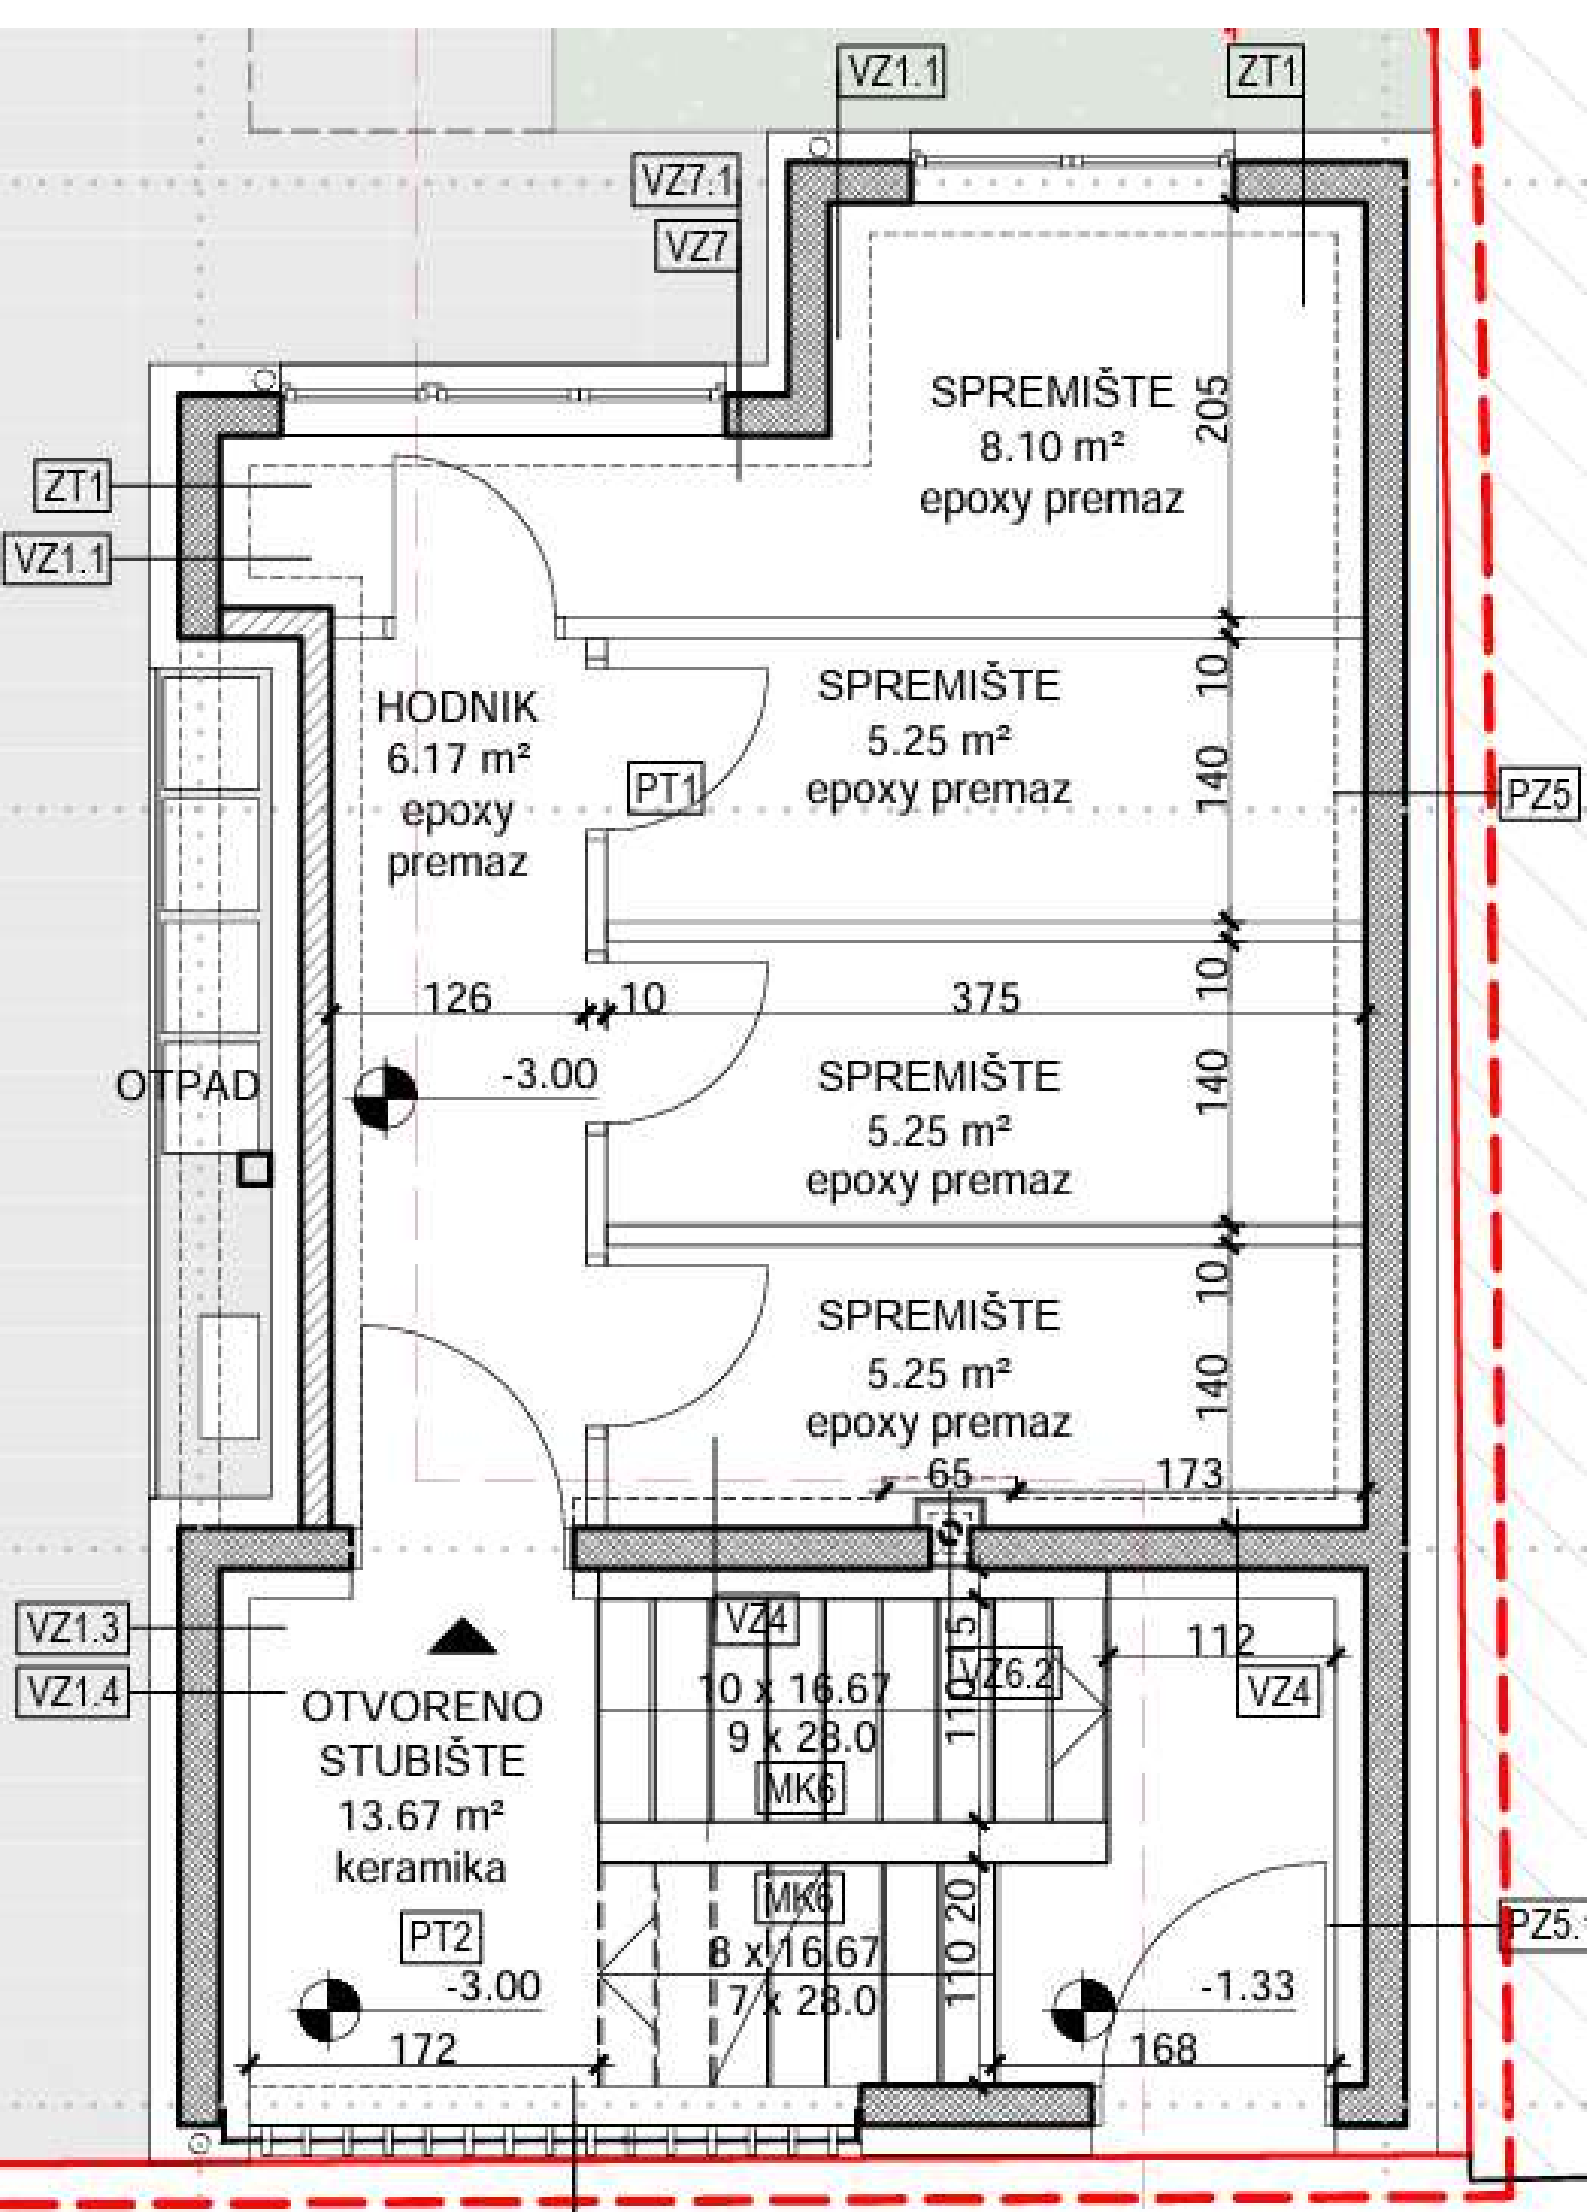 VZ1.1
ZT1
VZ7.1
VZ7
SPREMIŠTE
8.10 m²
epoxy premaz
205
ZT1
VZ1.1
HODNIK
6.17 m²
epoxy
premaz
SPREMIŠTE
5.25 m²
epoxy premaz
10
140
PT1
PZ5
126
10
375
10
OTPAD
-3.00
SPREMIŠTE
5.25 m²
epoxy premaz
140
SPREMIŠTE
5.25 m²
epoxy premaz
10
140
65
173
VZ1.3
VZ1.4
VZ4
15
VZ6.2
112
VZ4
OTVORENO
STUBIŠTE
13.67 m²
keramika
10 x 16.67
9 x 28.0
110
MK6
MK6
20
PT2
8 x 16.67
7 x 28.0
110
-3.00
-1.33
172
168